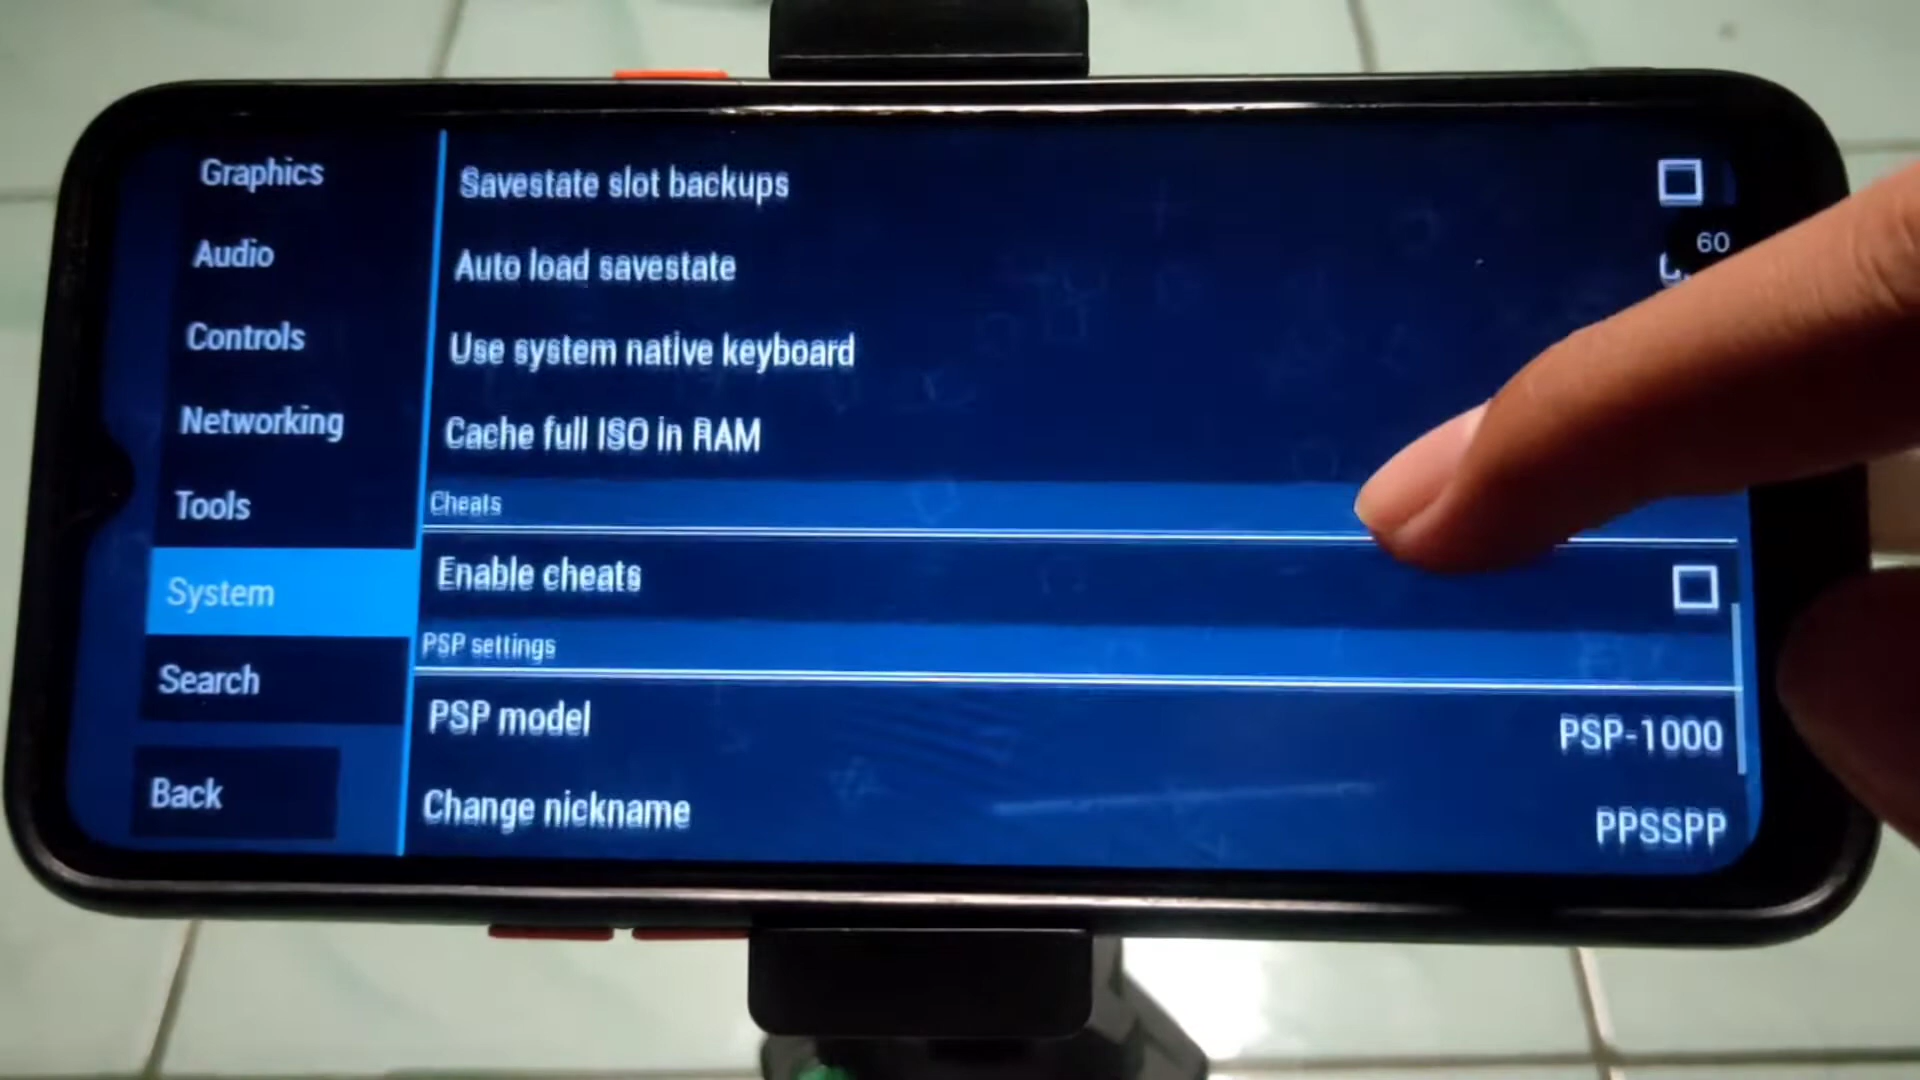 Graphics
Audio
Controls
Networking
Tools
System
Search
Back
Savestate slot backups
Auto load savestate
60
Use system native keyboard
Cache full ISO in RAM
Cheats
Enable cheats
PSP settings
PSP model
PSP-1000
Change nickname
PPSSPP